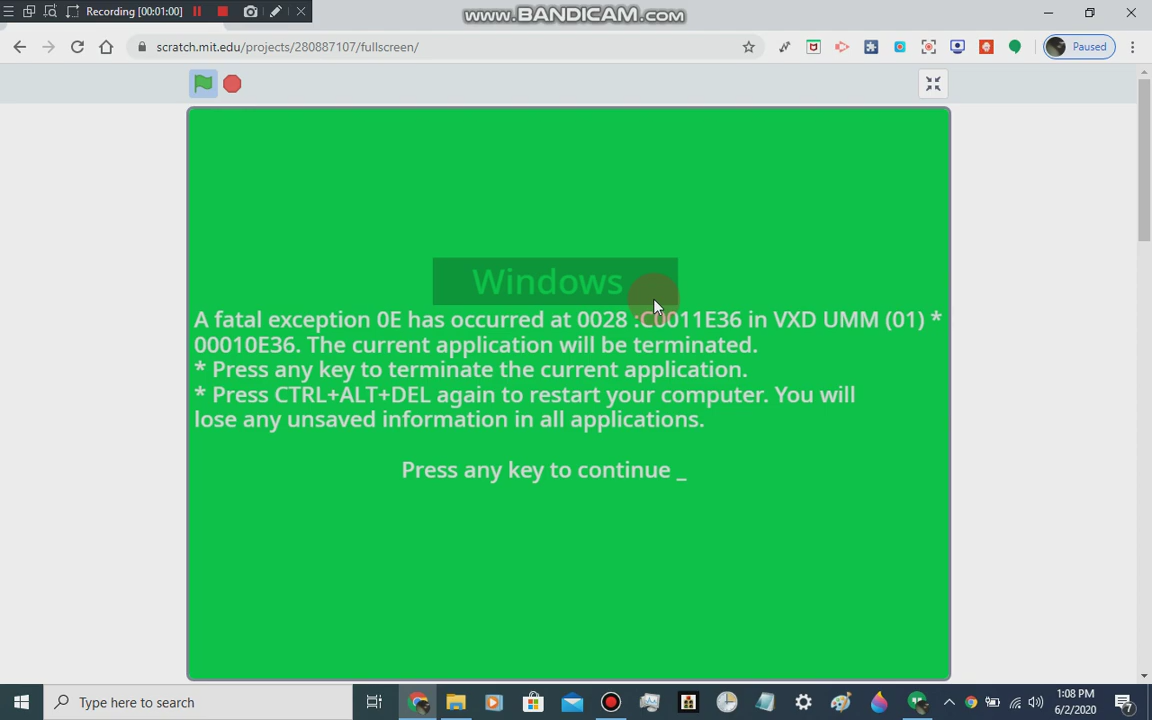 Recording [00:01:00]
www.BANDICAM.com
scratch.mit.edu/projects/280887107/fullscreen/
Paused
Windows
A fatal exception 0E has occurred at 0028 :C0011E36 in VXD UMM (01) *
00010E36. The current application will be terminated.
* Press any key to terminate the current application.
* Press CTRL+ALT+DEL again to restart your computer. You will
lose any unsaved information in all applications.
Press any key to continue _
Type here to search
1:08 PM
6/2/2020
7